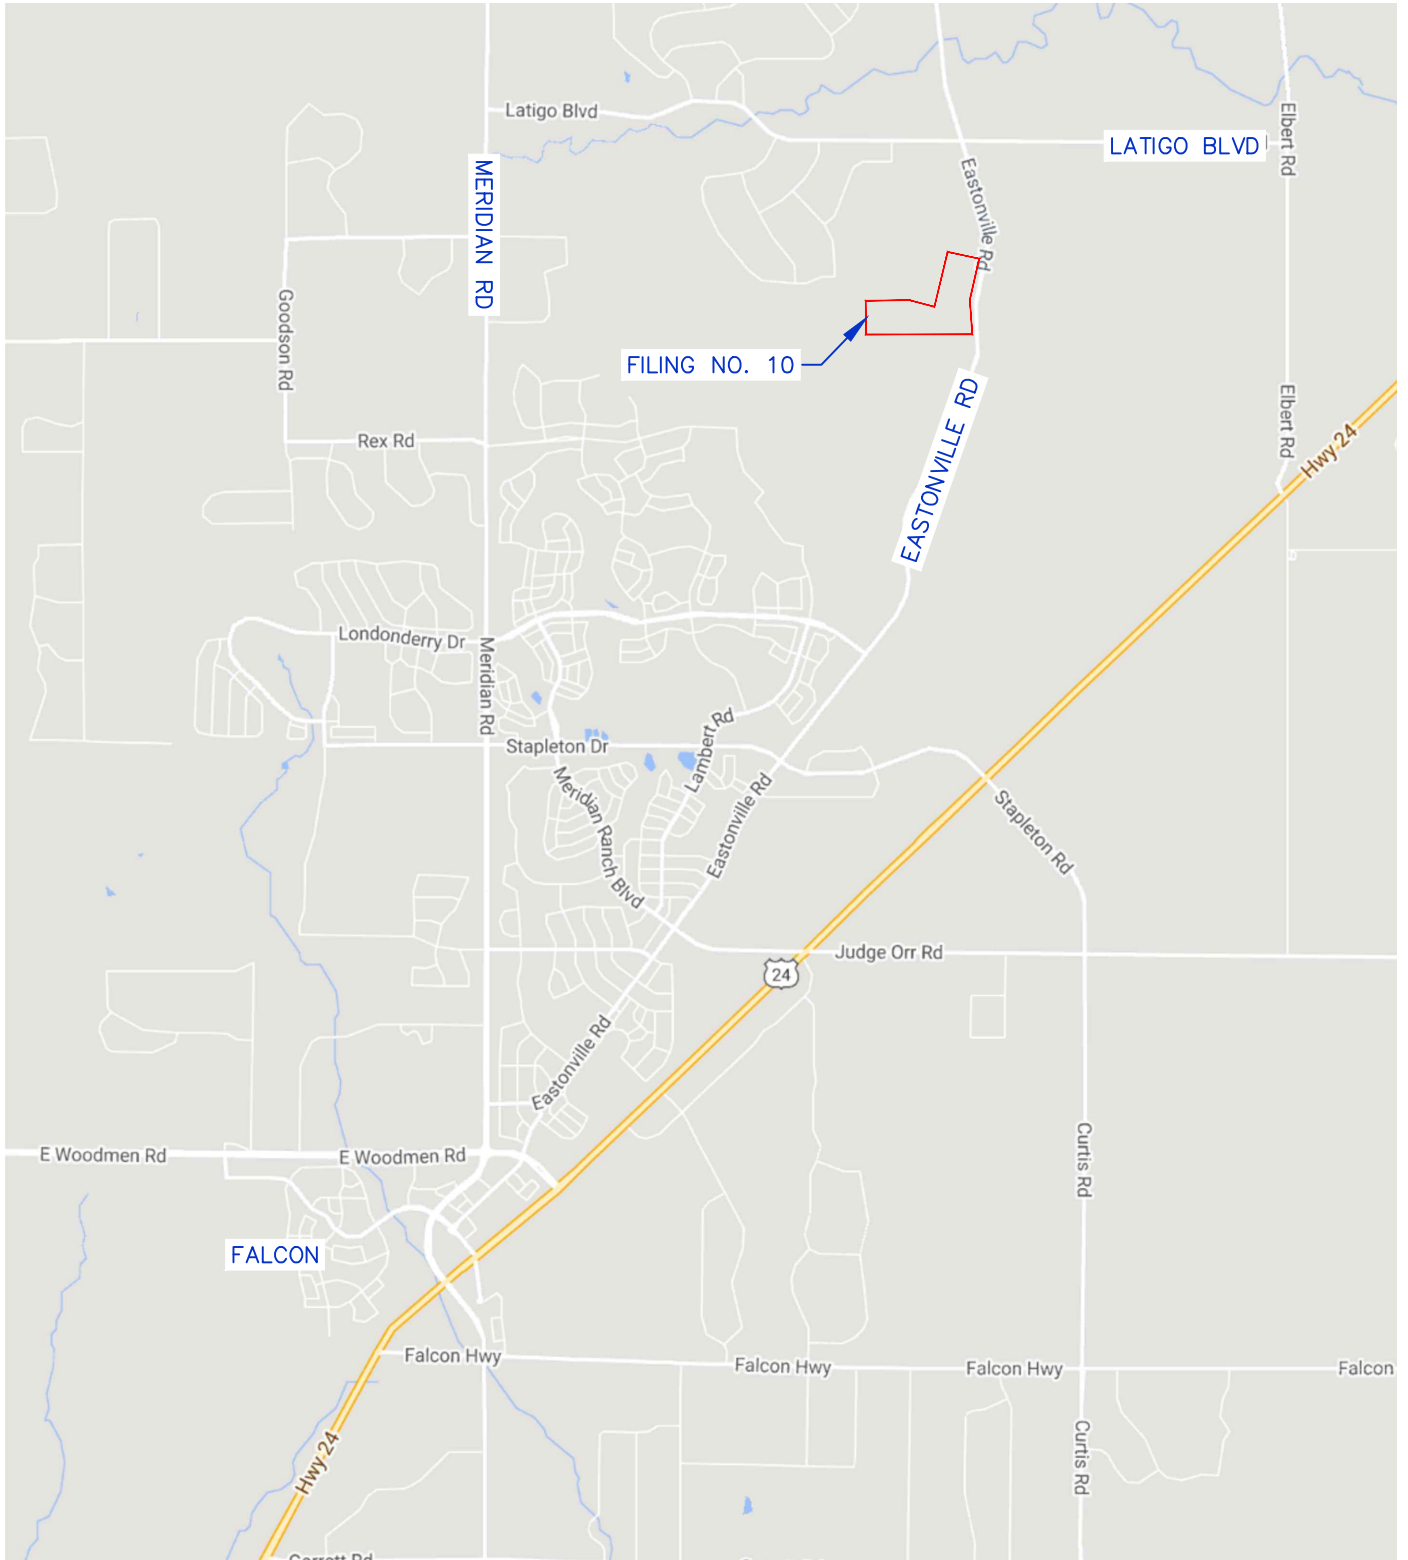 Latigo Blvd
LATIGO BLVD
Elbert Rd
MERIDIAN RD
Eastonville Rd
Goodson Rd
FILING NO. 10
EASTONVILLE RD
Elbert Rd
Hwy 24
Rex Rd
Londonderry Dr
Meridian Rd
Lambert Rd
Stapleton Dr
Meridian Ranch Blvd
Eastonville Rd
Stapleton Rd
Judge Orr Rd
24
Eastonville Rd
E Woodmen Rd
E Woodmen Rd
Curtis Rd
FALCON
Falcon Hwy
Falcon Hwy
Falcon Hwy
Falcon
Hwy 24
Curtis Rd